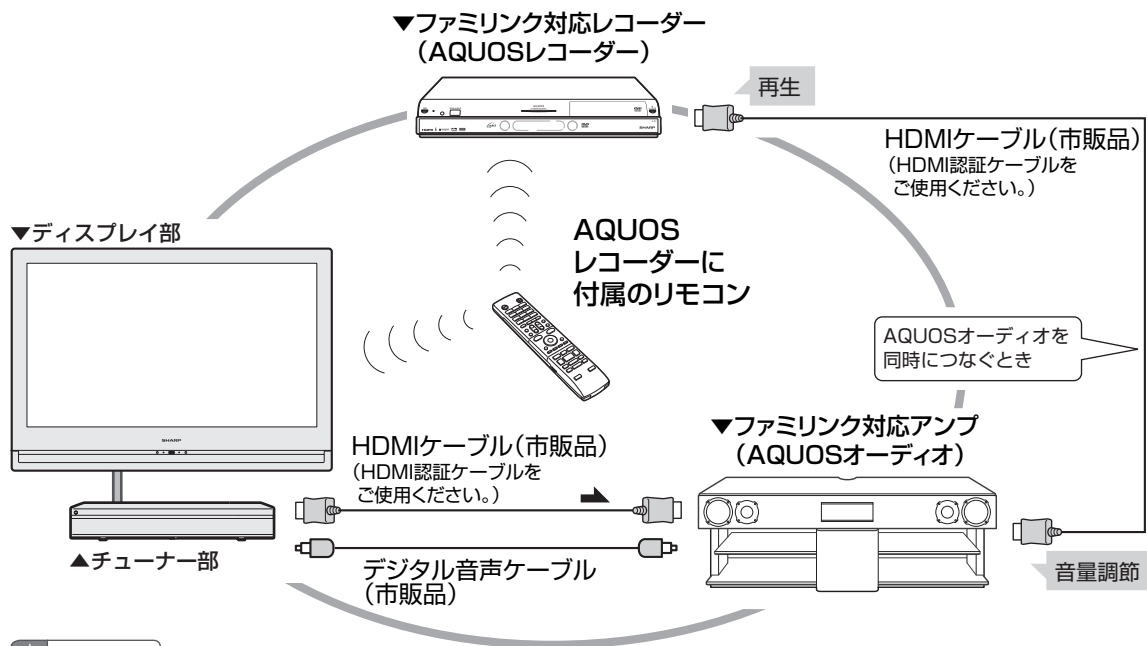 ▼ファミリンク対応レコーダー
（AQUOSレコーダー）
再生
HDMIケーブル（市販品）
（HDMI認証ケーブルを
ご使用ください。）
▼ディスプレイ部
AQUOS
レコーダーに
付属のリモコン
AQUOSオーディオを
同時につなぐとき
SHARP
▼ファミリンク対応アンプ
（AQUOSオーディオ）
HDMIケーブル（市販品）
（HDMI認証ケーブルを
ご使用ください。）
▲チューナー部
デジタル音声ケーブル
（市販品）
音量調節